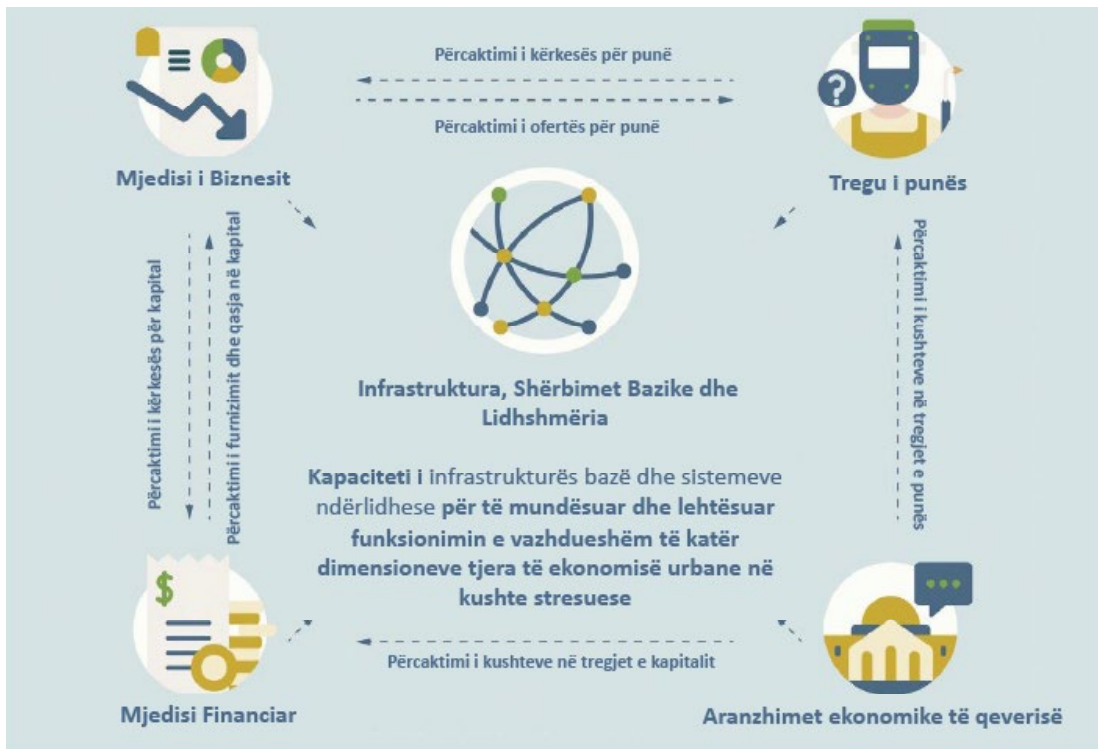 Përcaktimi i kërkesës për punë
Përcaktimi i ofertës për punë
Mjedisi i Biznesit
Tregu i punës
Përcaktimi i kërkesës për kapital
Përcaktimi i furnizimit dhe qasja në kapital
Përcaktimi i kushteve në tregjet e punës
Infrastruktura, Shërbimet Bazike dhe
Lidhshmëria
Kapaciteti i infrastrukturës bazë dhe sistemeve
ndërlidhese për të mundësuar dhe lehtësuar
funksionimin e vazhdueshëm të katër
dimensioneve tjera të ekonomisë urbane në
kushte stresuese
$
Përcaktimi i kushteve në tregjet e kapitalit
Mjedisi Financiar
Aranzhimet ekonomike të qeverisë
?